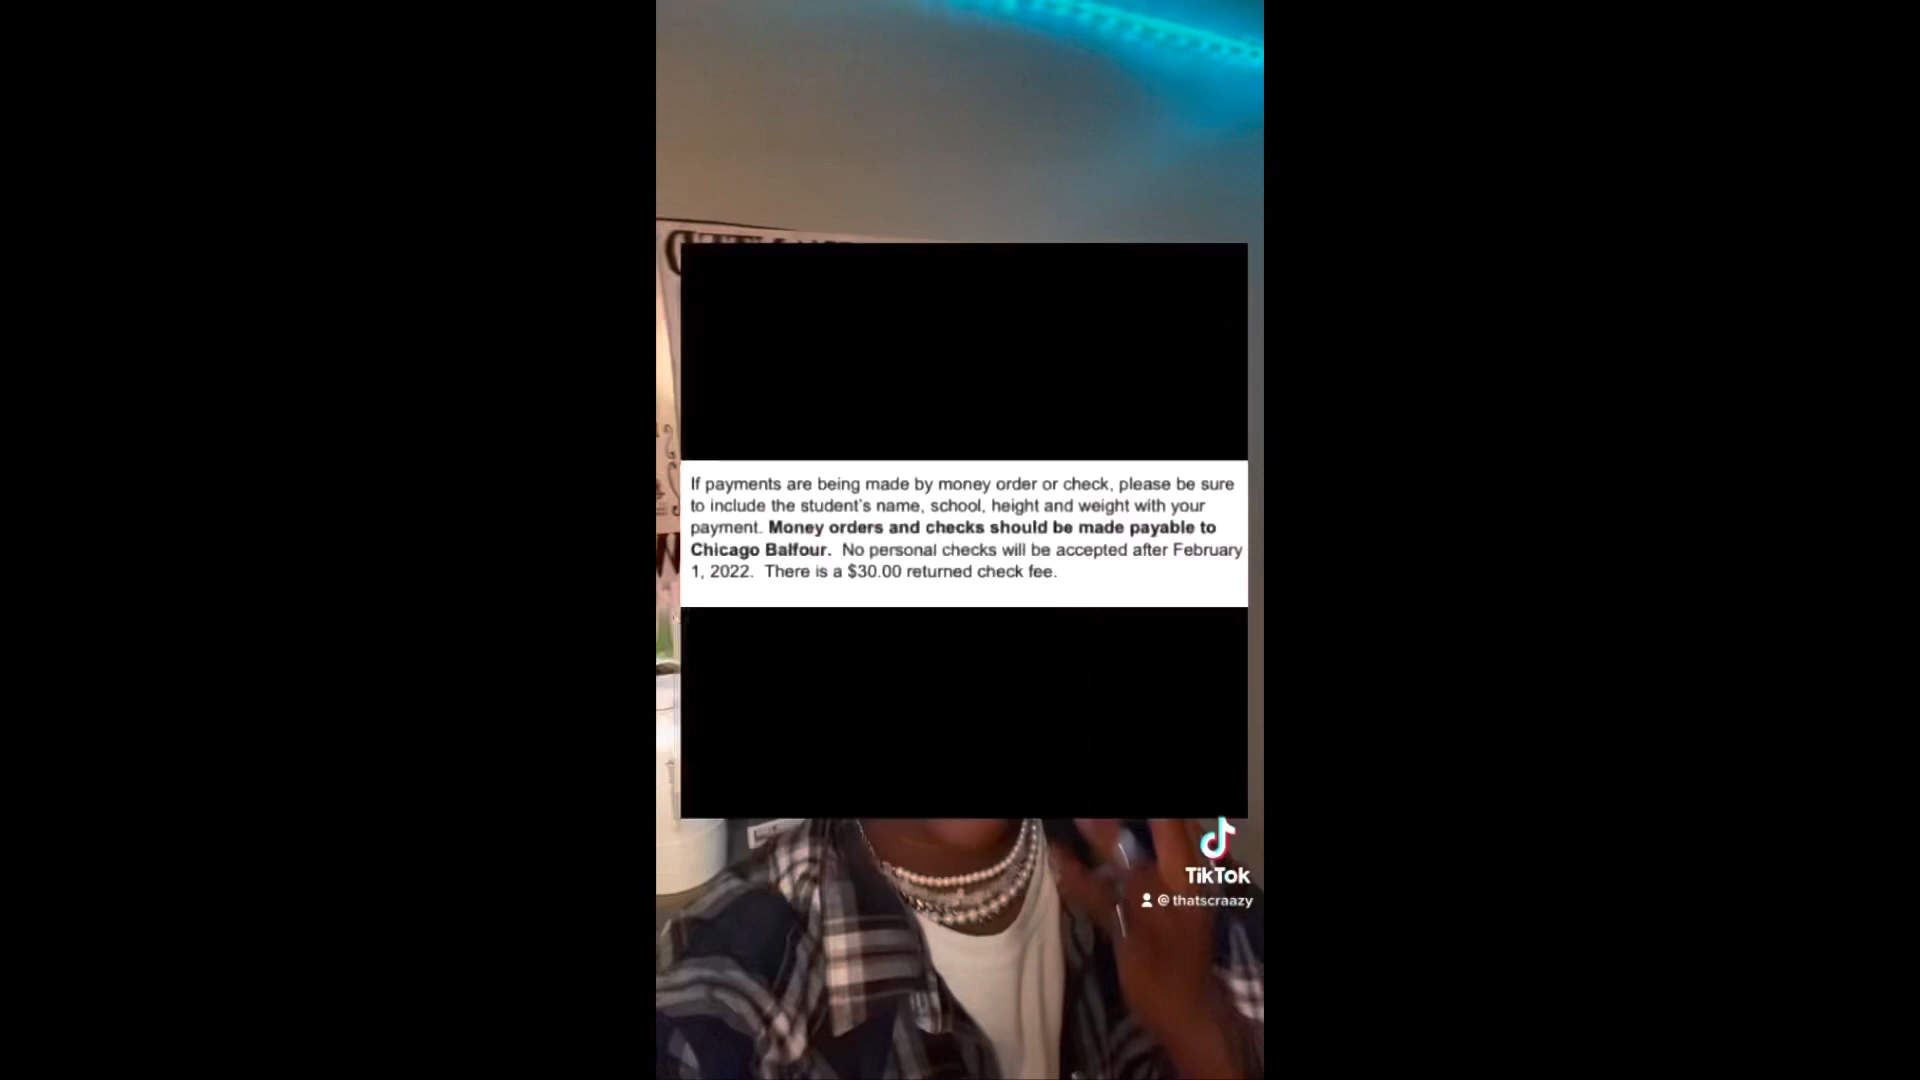 If payments are being made by money order or check, please be sure
to include the student's name, school, height and weight with your
payment. Money orders and checks should be made payable to
Chicago Balfour. No personal checks will be accepted after February
1, 2022. There is a $30.00 returned check fee.
TikTok
@thatscraazy